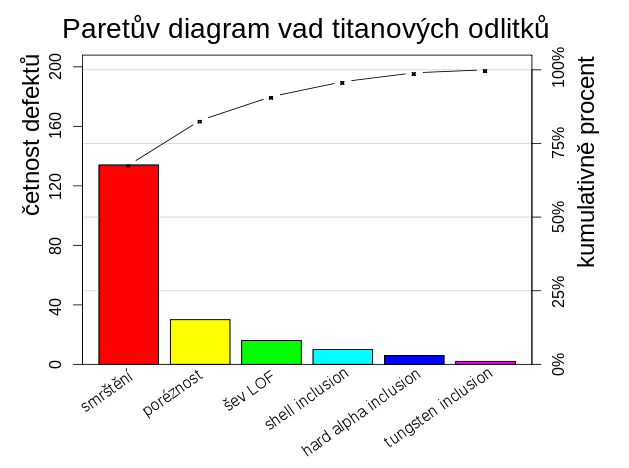 Paretův diagram vad titanových odlitků
četnost defektů
200
160
120
80
40
0
kumulativně procent
100%
75%
50%
25%
0%
smrštění
poréznost
šev LOF
shell inclusion
hard alpha inclusion
tungsten inclusion